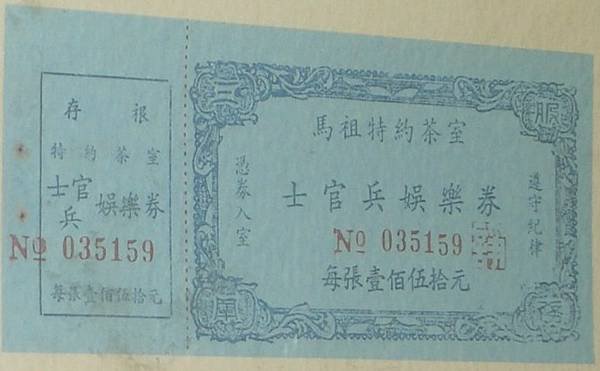 存根
特約茶室
士官兵娛樂券
№ 035159
每張壹佰伍拾元
三
服
馬祖特約茶室
憑券入室
士官兵娛樂券
遵守紀律
№ 035159
每張壹佰伍拾元
軍